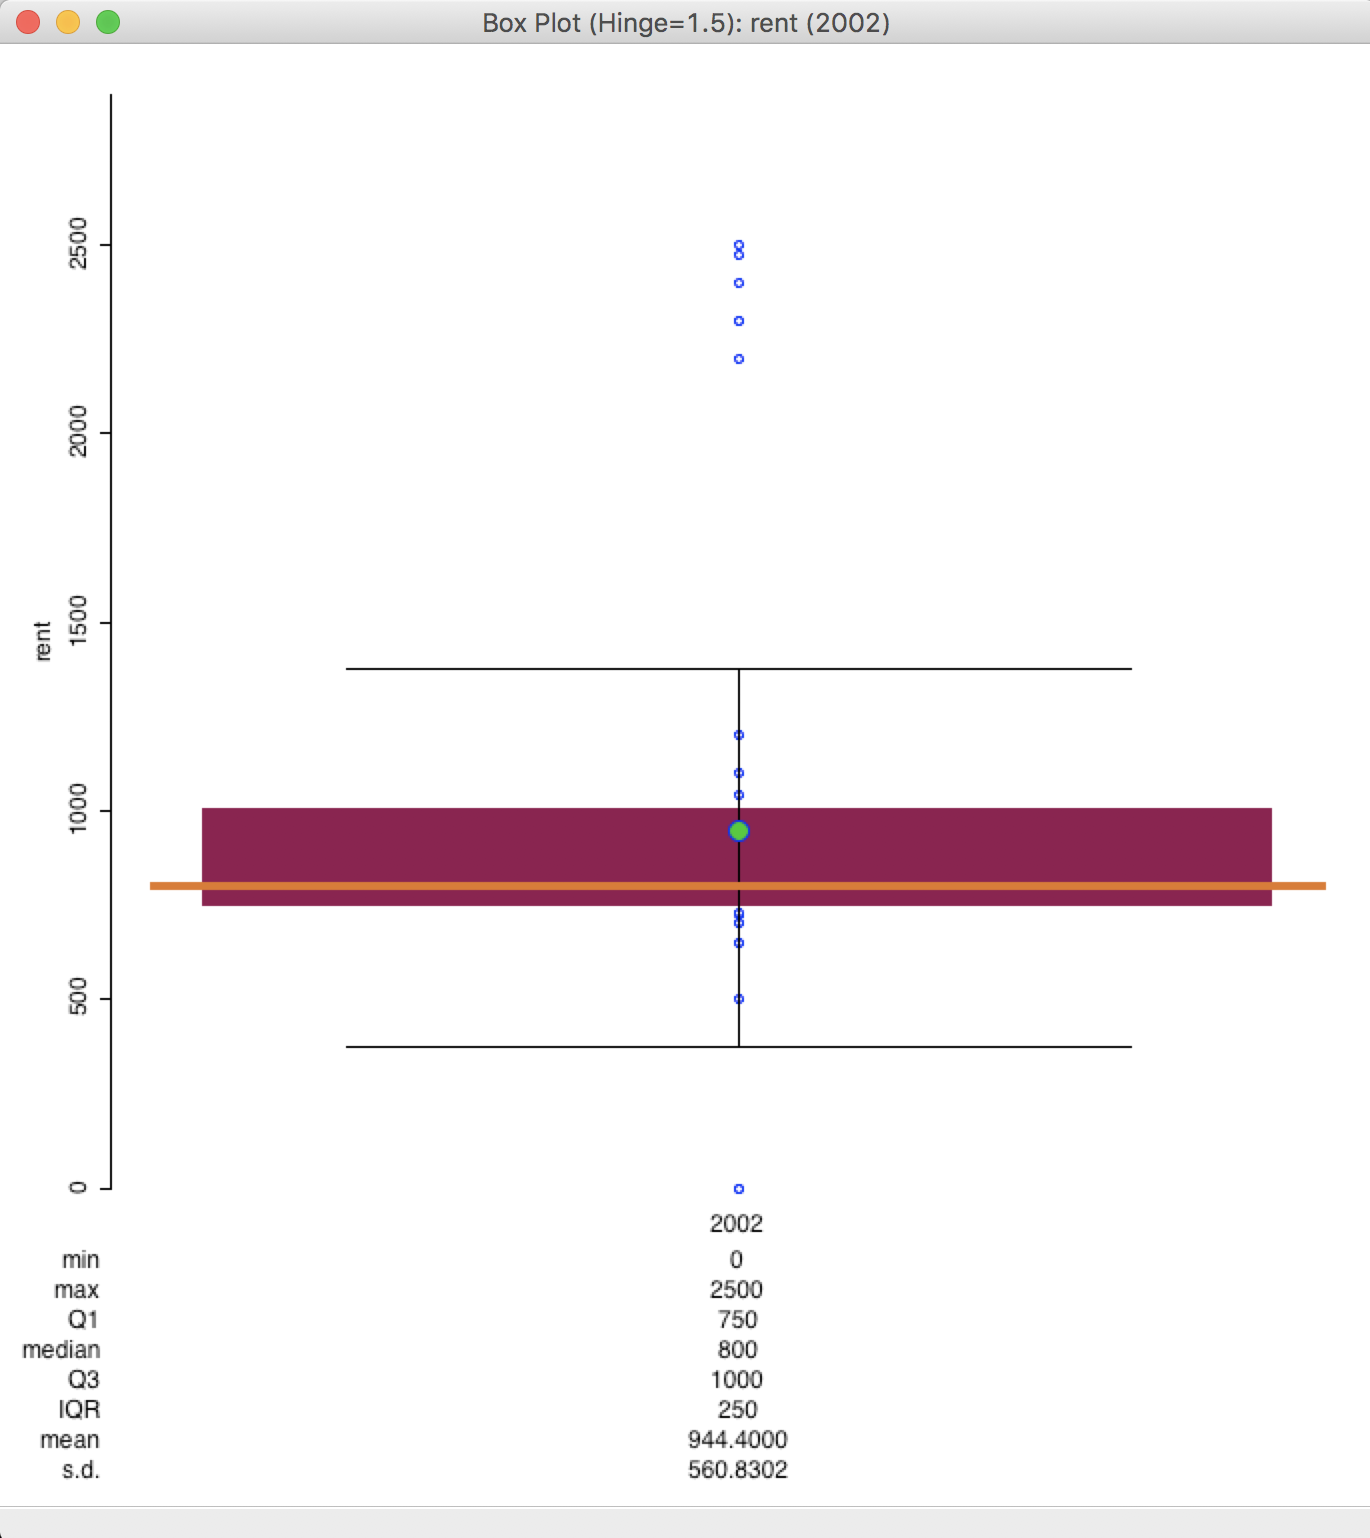 Box Plot (Hinge=1.5): rent (2002)
2500
2000
1500
rent
1000
500
0
2002
min 0
max 2500
Q1 750
median 800
Q3 1000
IQR 250
mean 944.4000
s.d. 560.8302